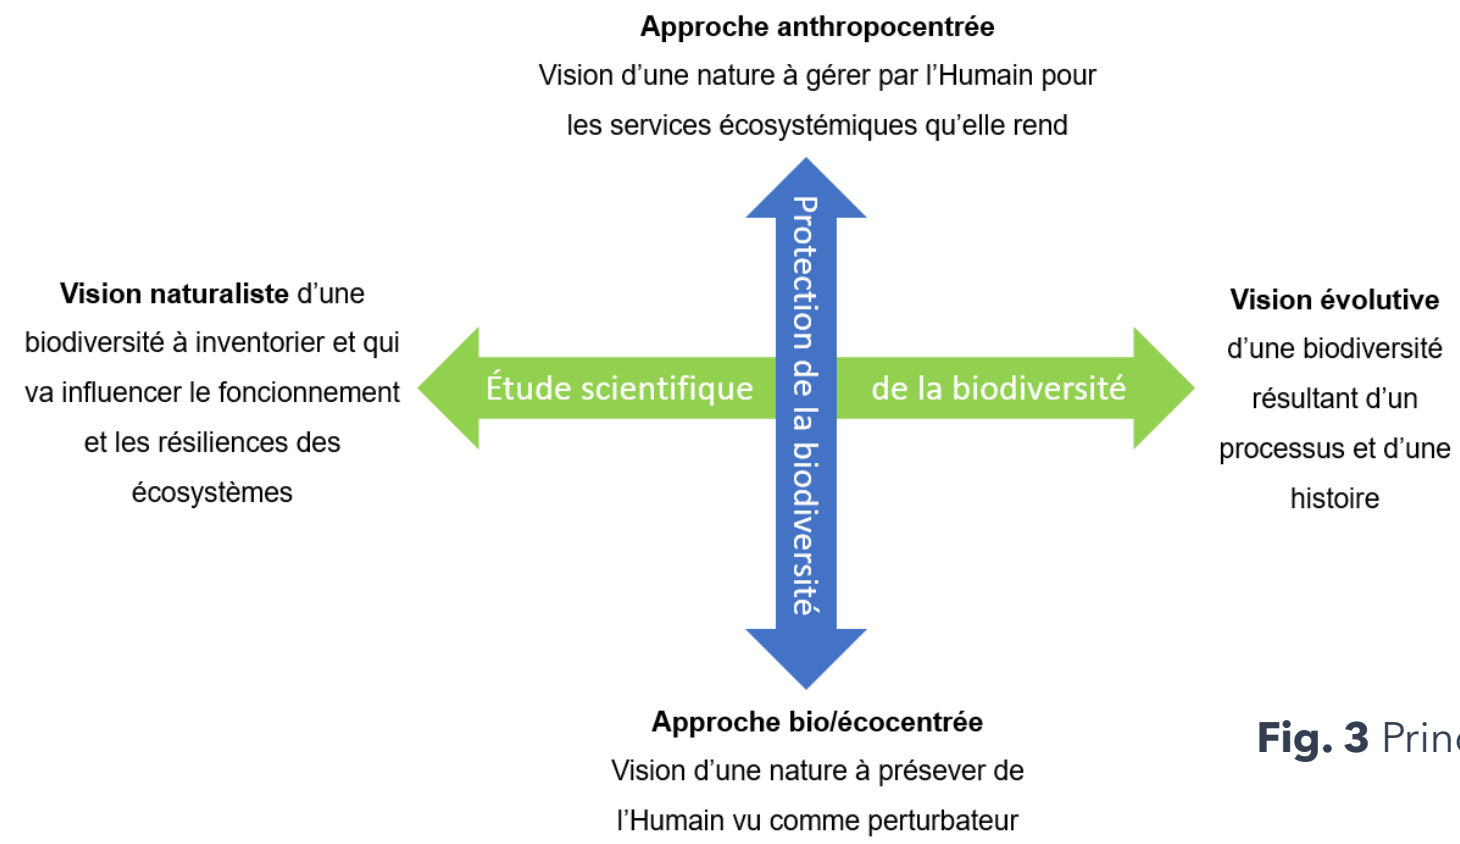 Approche anthropocentrée
Vision d’une nature à gérer par l’Humain pour
les services écosystémiques qu’elle rend
Protection de la biodiversité
Vision naturaliste d’une
biodiversité à inventorier et qui
va influencer le foncionnement
et les résiliences des
écosystèmes
Étude scientifique de la biodiversité
Vision évolutive
d’une biodiversité
résultant d’un
processus et d’une
histoire
Approche bio/écocentrée
Vision d’une nature à présever de
l’Humain vu comme perturbateur
Fig. 3